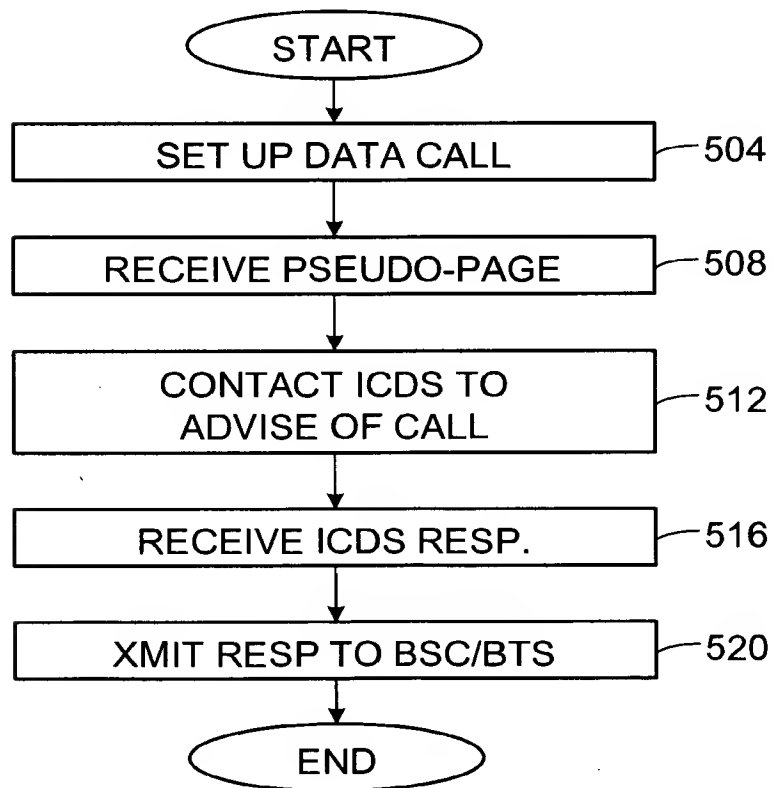 START
SET UP DATA CALL
504
RECEIVE PSEUDO-PAGE
508
CONTACT ICDS TO
ADVISE OF CALL
512
RECEIVE ICDS RESP.
516
XMIT RESP TO BSC/BTS
520
END